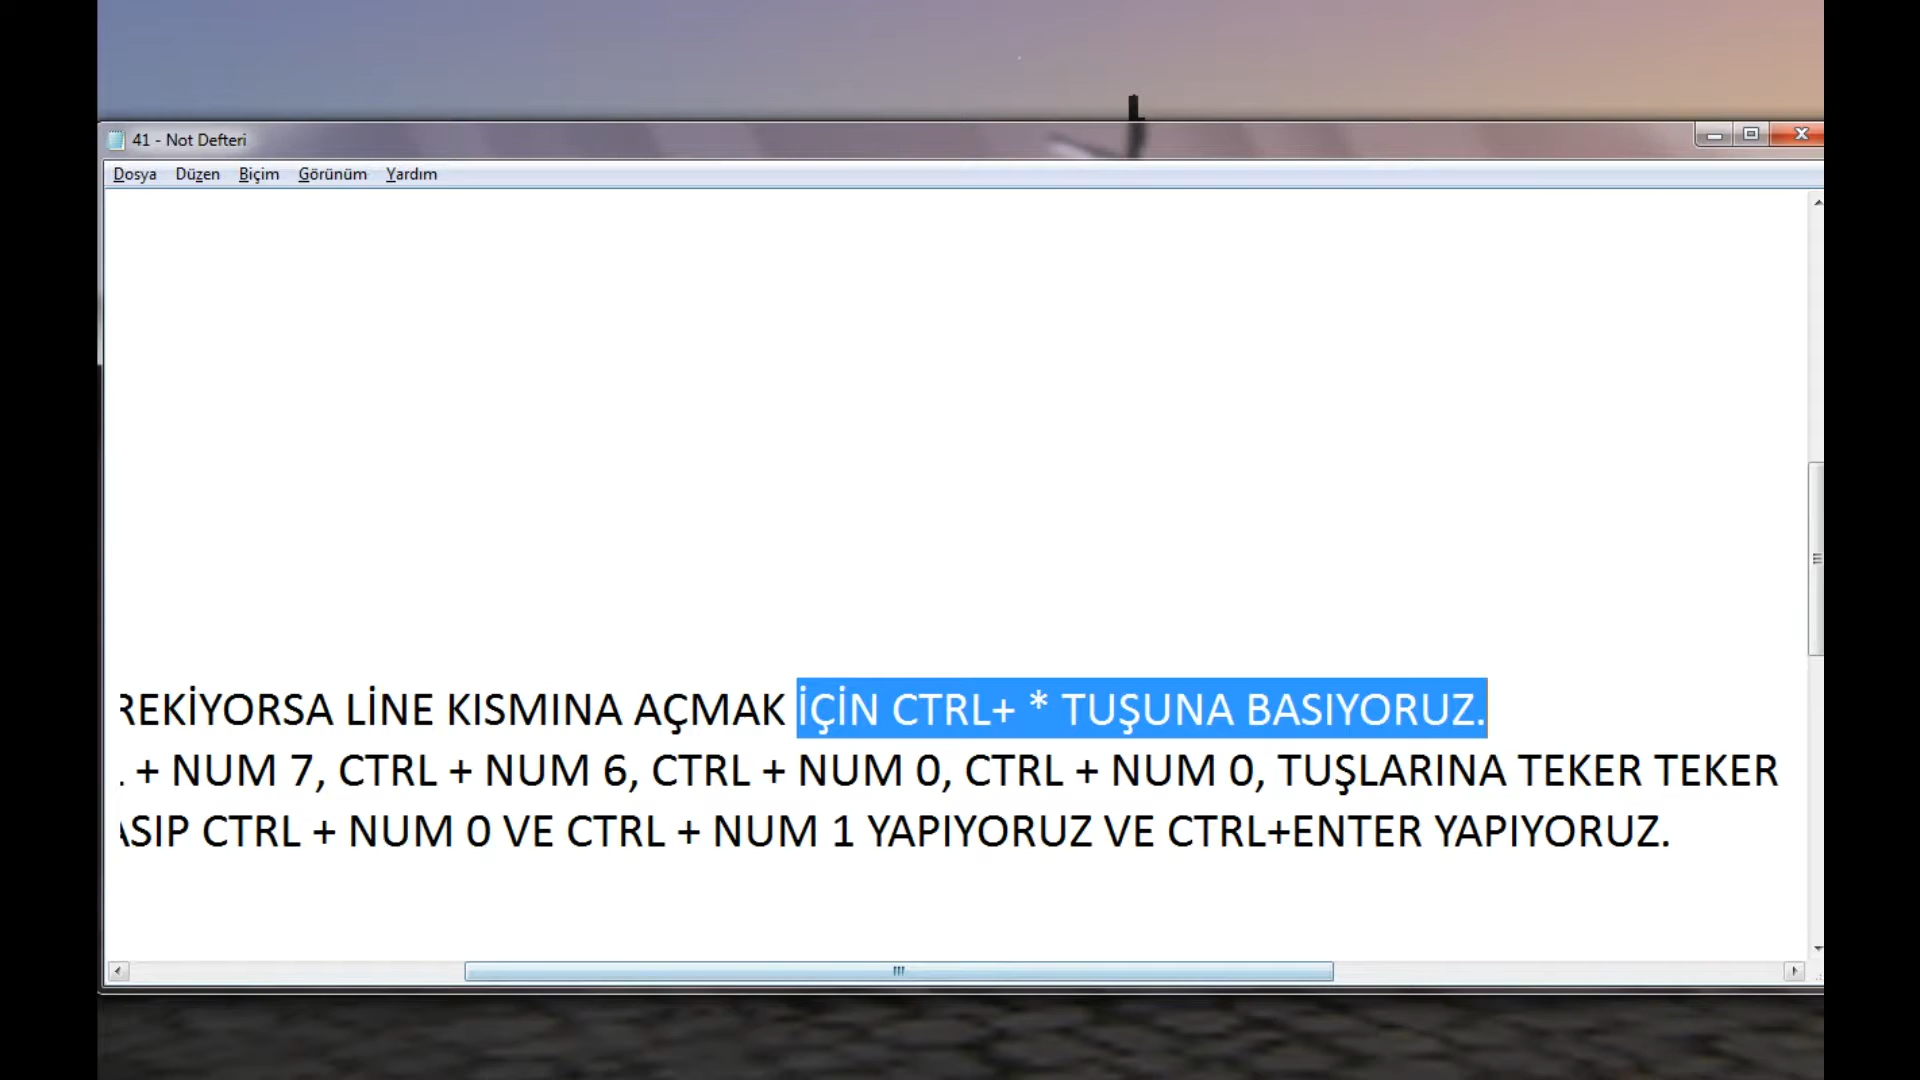 41 - Not Defteri
Dosya Düzen Biçim Görünüm Yardım
REKİYORSA LİNE KISMINA AÇMAK İÇİN CTRL+ * TUŞUNA BASIYORUZ.
. + NUM 7, CTRL + NUM 6, CTRL + NUM 0, CTRL + NUM 0, TUŞLARINA TEKER TEKER
ASIP CTRL + NUM 0 VE CTRL + NUM 1 YAPIYORUZ VE CTRL+ENTER YAPIYORUZ.